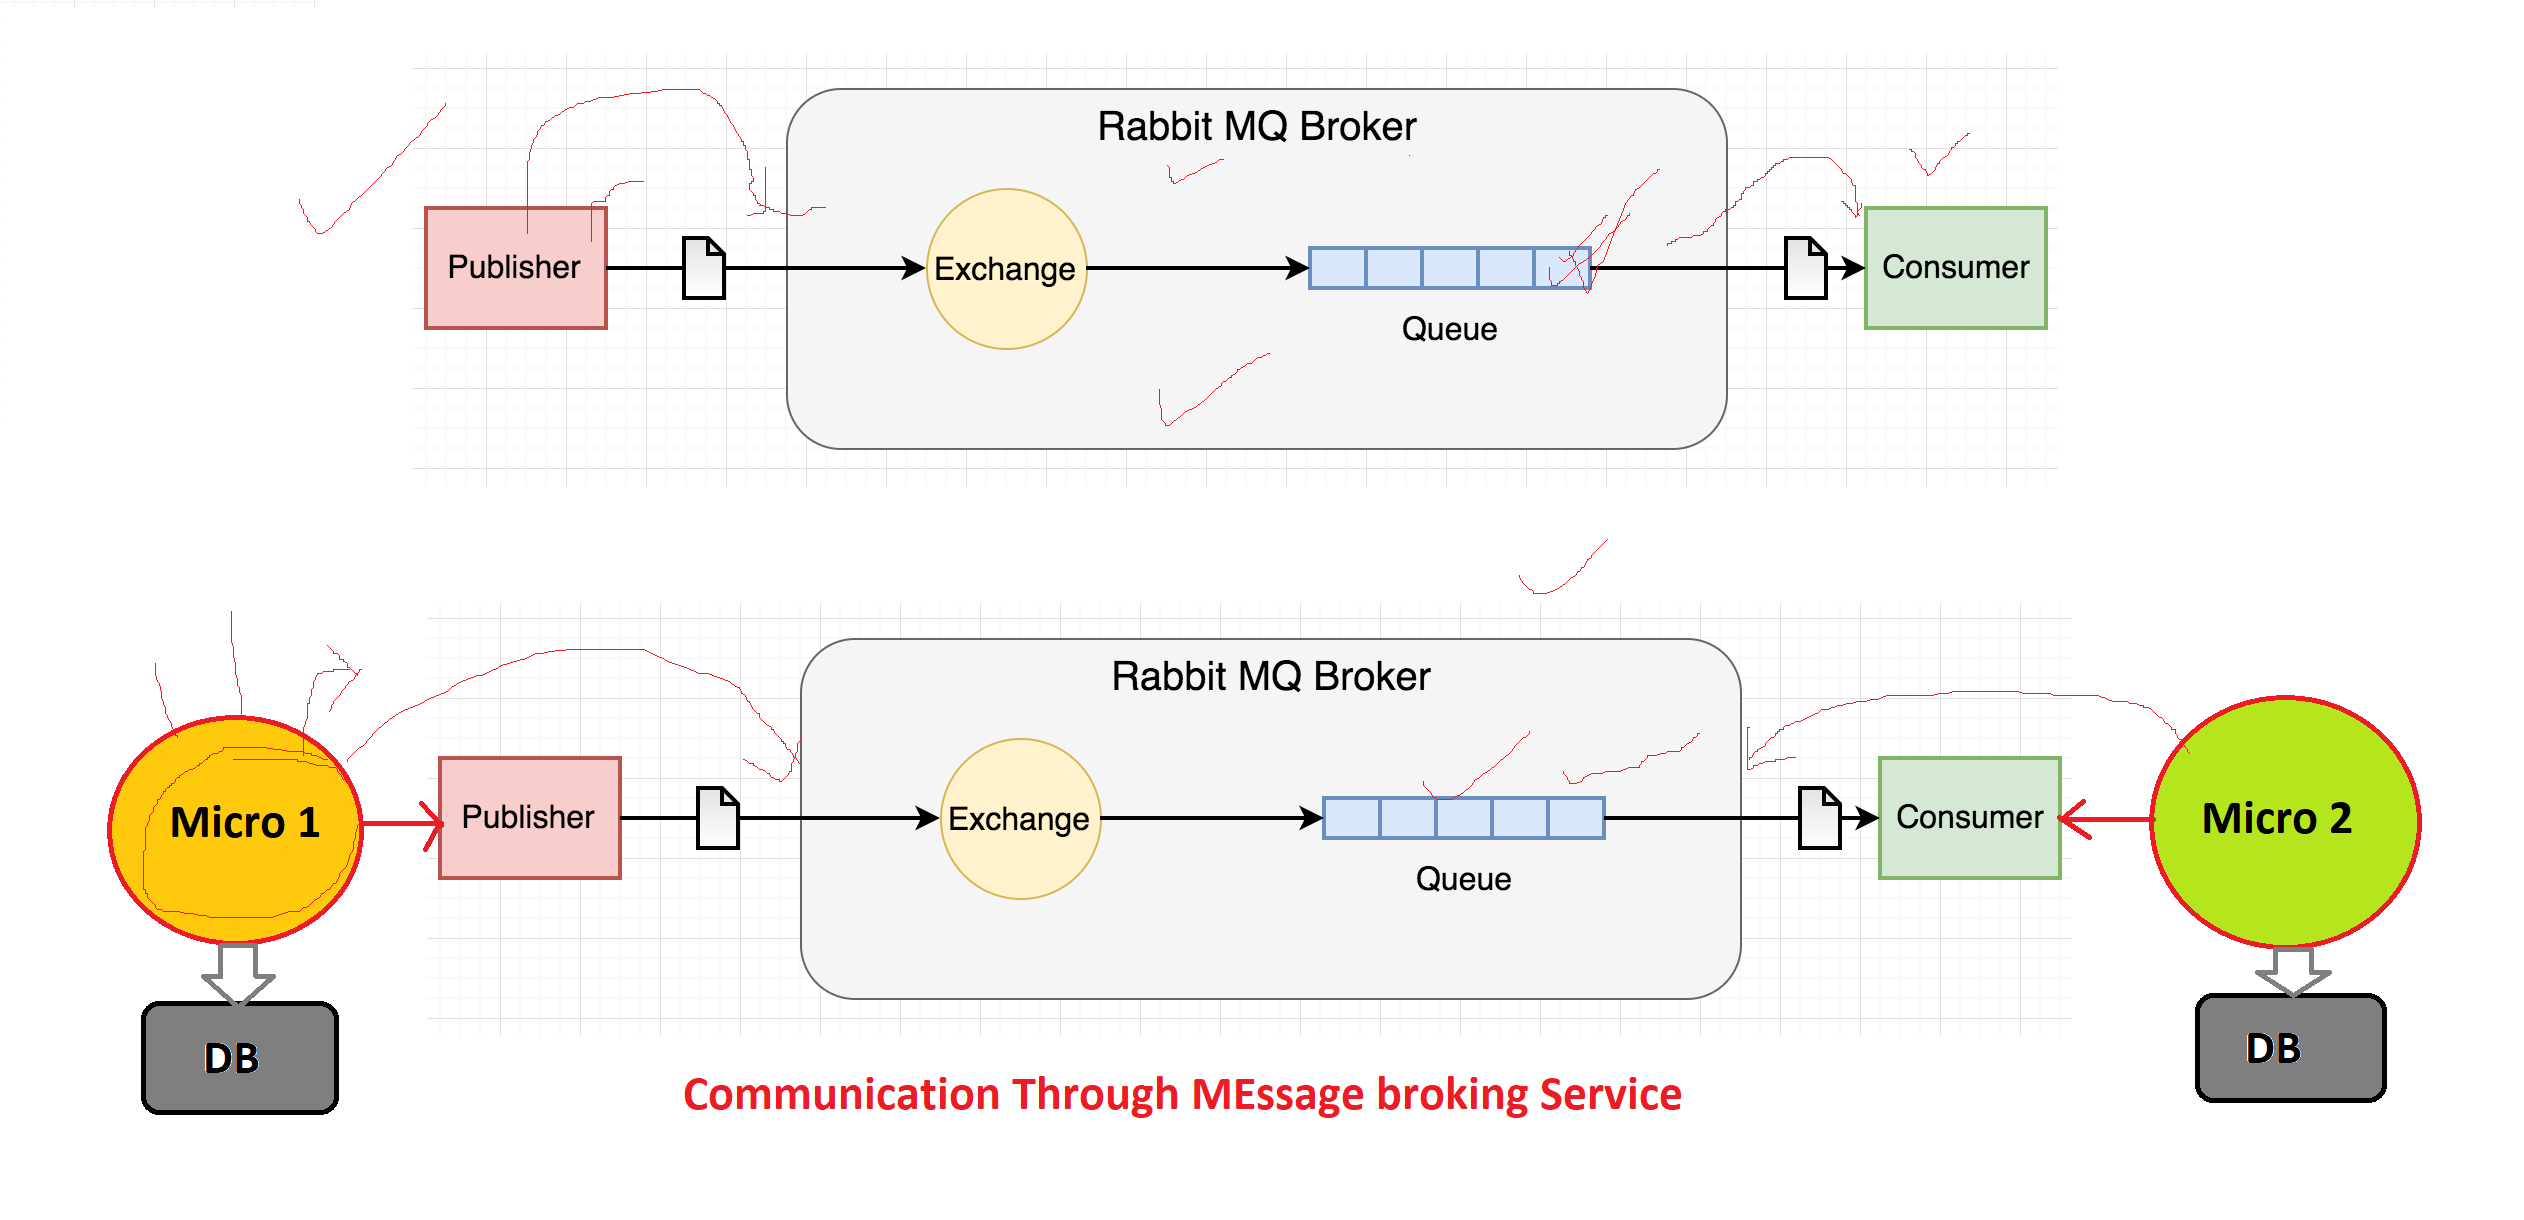 Rabbit MQ Broker
Publisher
Exchange
Consumer
Queue
Rabbit MQ Broker
Micro 1
Publisher
Exchange
Consumer
Micro 2
Queue
DB
DB
Communication Through MEssage broking Service